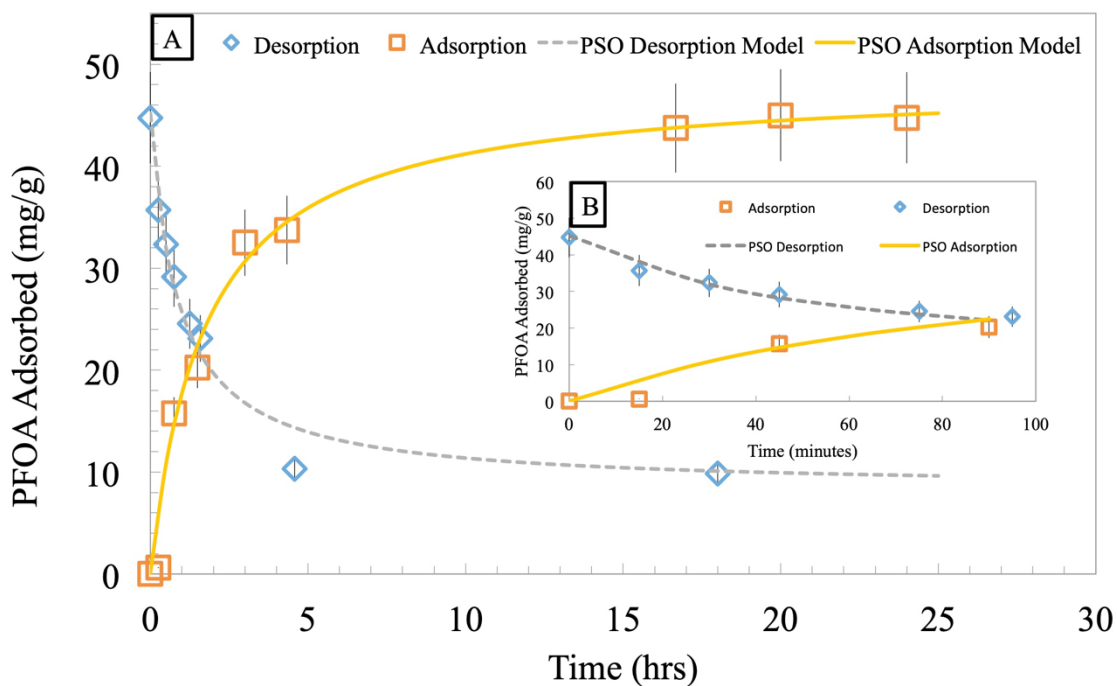 A
Desorption Adsorption PSO Desorption Model PSO Adsorption Model
PFOA Adsorbed (mg/g)
50
40
30
20
10
0
0 5 10 15 20 25 30
Time (hrs)
B
Adsorption Desorption
PSO Desorption PSO Adsorption
PFOA Adsorbed (mg/g)
60
50
40
30
20
10
0
0 20 40 60 80 100
Time (minutes)